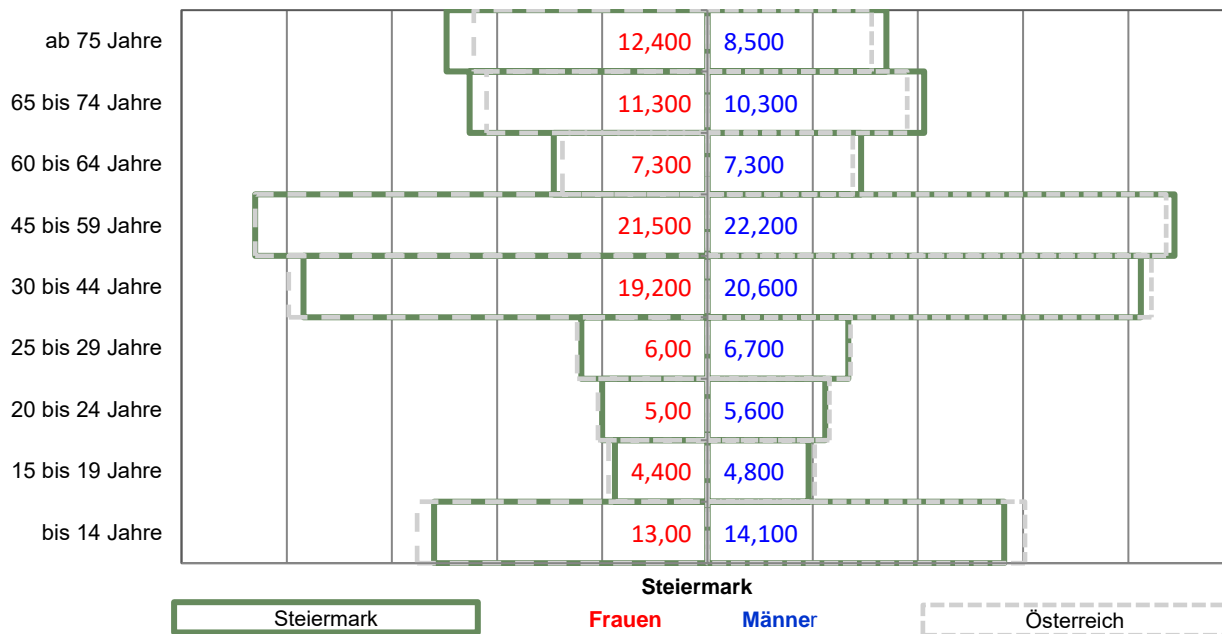 ab 75 Jahre 12,400 8,500
65 bis 74 Jahre 11,300 10,300
60 bis 64 Jahre 7,300 7,300
45 bis 59 Jahre 21,500 22,200
30 bis 44 Jahre 19,200 20,600
25 bis 29 Jahre 6,00 6,700
20 bis 24 Jahre 5,00 5,600
15 bis 19 Jahre 4,400 4,800
bis 14 Jahre 13,00 14,100
Steiermark
Steiermark Frauen Männer Österreich